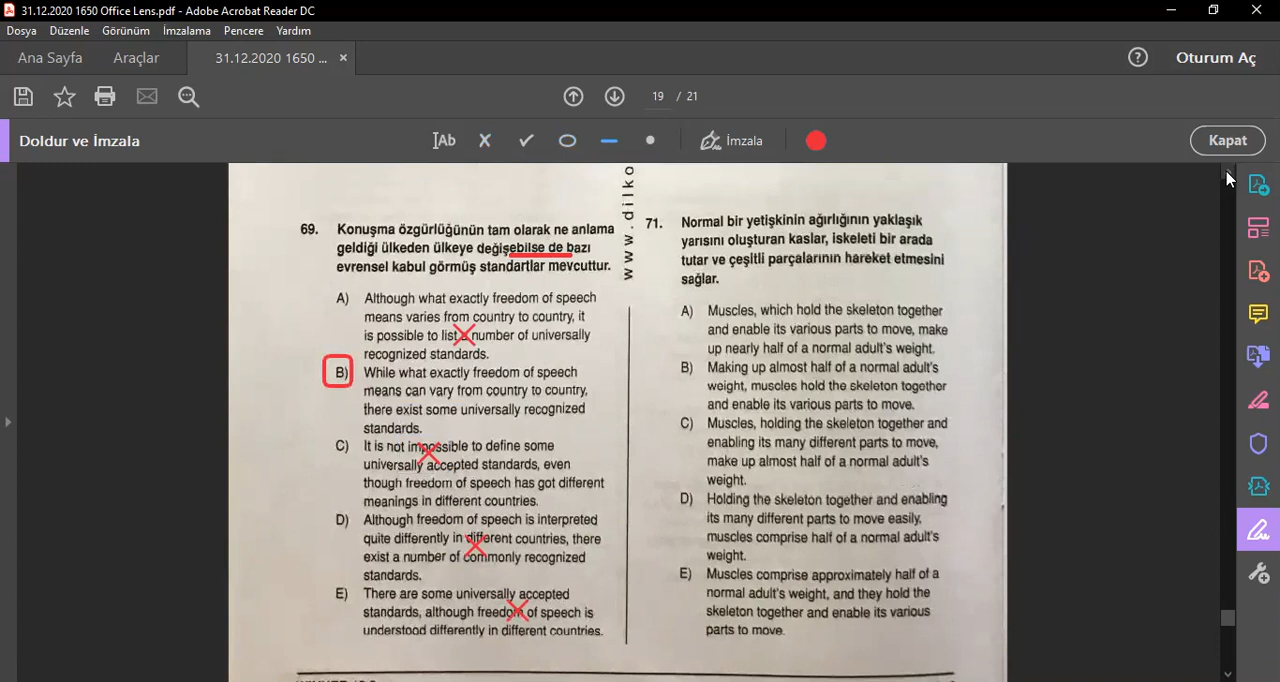 31.12.2020 1650 Office Lens.pdf - Adobe Acrobat Reader DC
Dosya Düzenle Görünüm İmzalama Pencere Yardım
Ana Sayfa Araçlar 31.12.2020 1650 ... × ? Oturum Aç
19 / 21
Doldur ve İmzala Ab İmzala Kapat
www.dilko
69. Konuşma özgürlüğünün tam olarak ne anlama
geldiği ülkeden ülkeye değişebilse de bazı
evrensel kabul görmüş standartlar mevcuttur.
A) Although what exactly freedom of speech
means varies from country to country, it
is possible to list number of universally
recognized standards.
B) While what exactly freedom of speech
means can vary from country to country,
there exist some universally recognized
standards.
C) It is not impossible to define some
universally accepted standards, even
though freedom of speech has got different
meanings in different countries.
D) Although freedom of speech is interpreted
quite differently in different countries, there
exist a number of commonly recognized
standards.
E) There are some universally accepted
standards, although freedom of speech is
understood differently in different countries.
71. Normal bir yetişkinin ağırlığının yaklaşık
yarısını oluşturan kaslar, iskeleti bir arada
tutar ve çeşitli parçalarının hareket etmesini
sağlar.
A) Muscles, which hold the skeleton together
and enable its various parts to move, make
up nearly half of a normal adult's weight.
B) Making up almost half of a normal adult's
weight, muscles hold the skeleton together
and enable its various parts to move.
C) Muscles, holding the skeleton together and
enabling its many different parts to move,
make up almost half of a normal adult's
weight.
D) Holding the skeleton together and enabling
its many different parts to move easily,
muscles comprise half of a normal adult's
weight.
E) Muscles comprise approximately half of a
normal adult's weight, and they hold the
skeleton together and enable its various
parts to move.